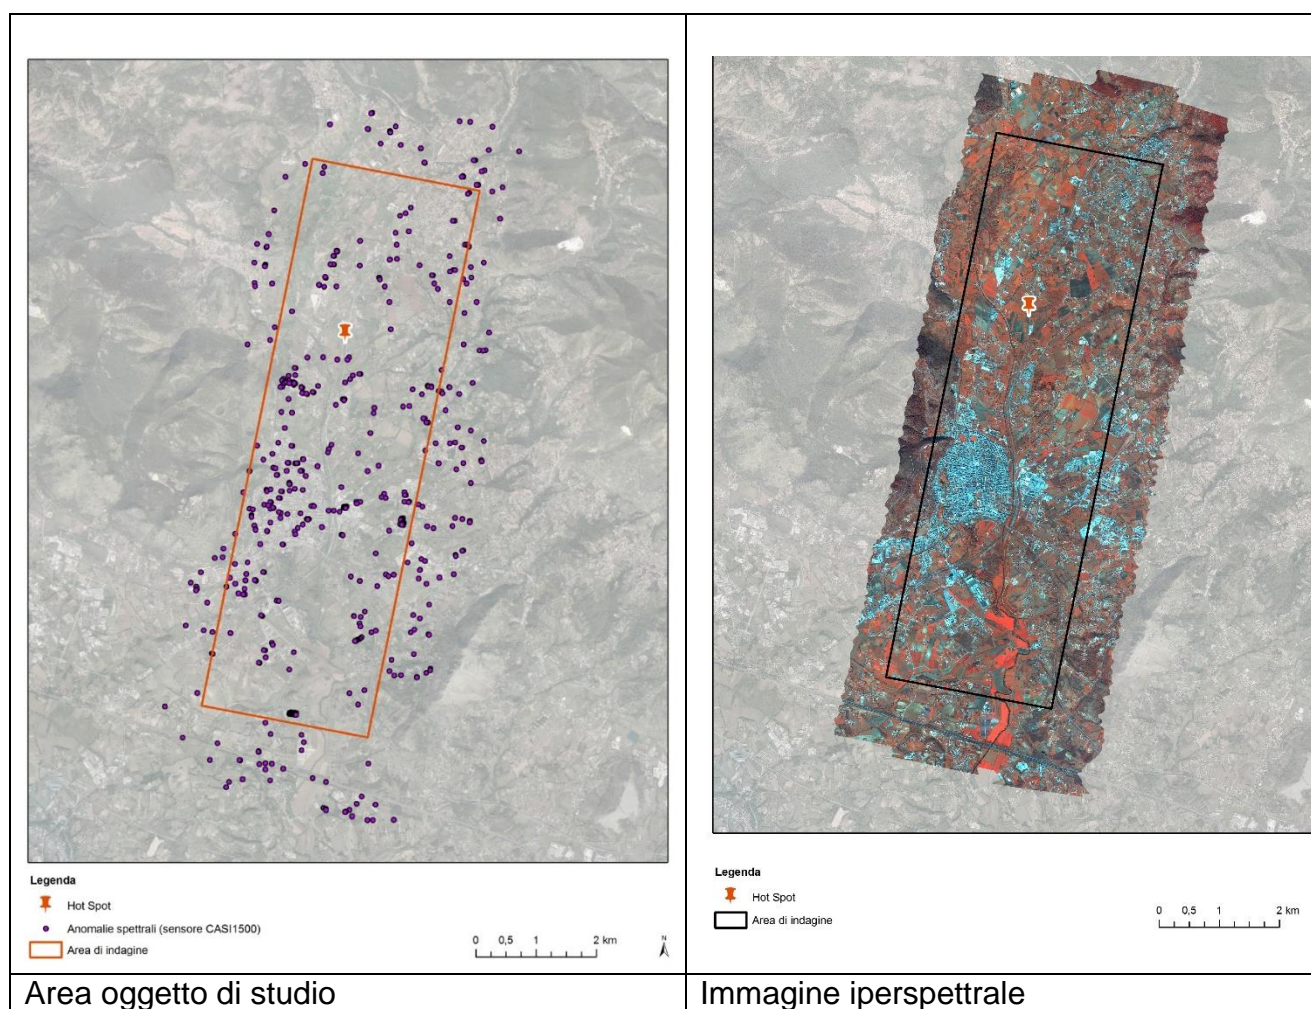 Legenda
Hot Spot
Anomalie spettrali (sensore CASI1500)
Area di indagine
0 0,5 1 2 km
N
Area oggetto di studio
Legenda
Hot Spot
Area di indagine
0 0,5 1 2 km
Immagine iperspettrale